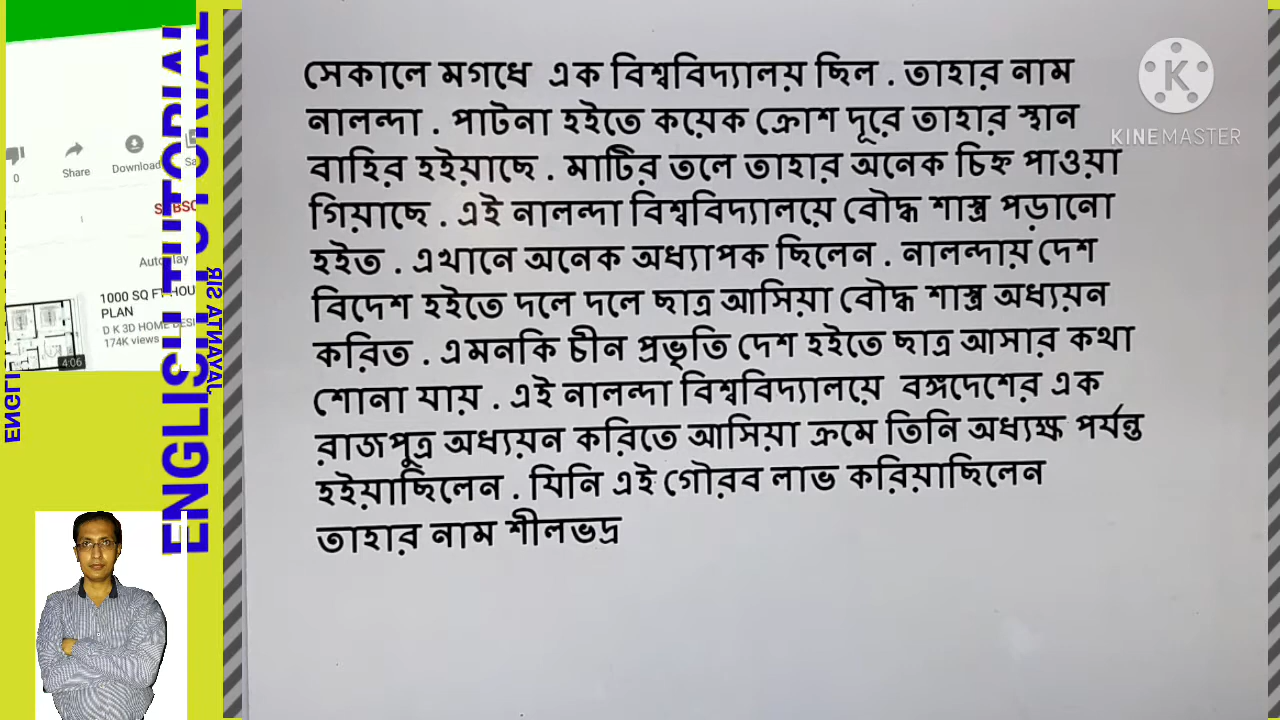 সেকালে মগধে এক বিশ্ববিদ্যালয় ছিল . তাহার নাম
নালন্দা . পাটনা হইতে কয়েক ক্রোশ দূরে তাহার স্থান
বাহির হইয়াছে . মাটির তলে তাহার অনেক চিহ্ন পাওয়া
গিয়াছে . এই নালন্দা বিশ্ববিদ্যালয়ে বৌদ্ধ শাস্ত্র পড়ানো
হইত . এখানে অনেক অধ্যাপক ছিলেন . নালন্দায় দেশ
বিদেশ হইতে দলে দলে ছাত্র আসিয়া বৌদ্ধ শাস্ত্র অধ্যয়ন
করিত . এমনকি চীন প্রভৃতি দেশ হইতে ছাত্র আসার কথা
শোনা যায় . এই নালন্দা বিশ্ববিদ্যালয়ে বঙ্গদেশের এক
রাজপুত্র অধ্যয়ন করিতে আসিয়া ক্রমে তিনি অধ্যক্ষ পর্যন্ত
হইয়াছিলেন . যিনি এই গৌরব লাভ করিয়াছিলেন
তাহার নাম শীলভদ্র
K
KINEMASTER
0
Share
Download
1000 SQ FT HOU
PLAN
D K 3D HOME DESI
174K views
4:06
ENGLISH TUTORIAL
JAYANTA SIR